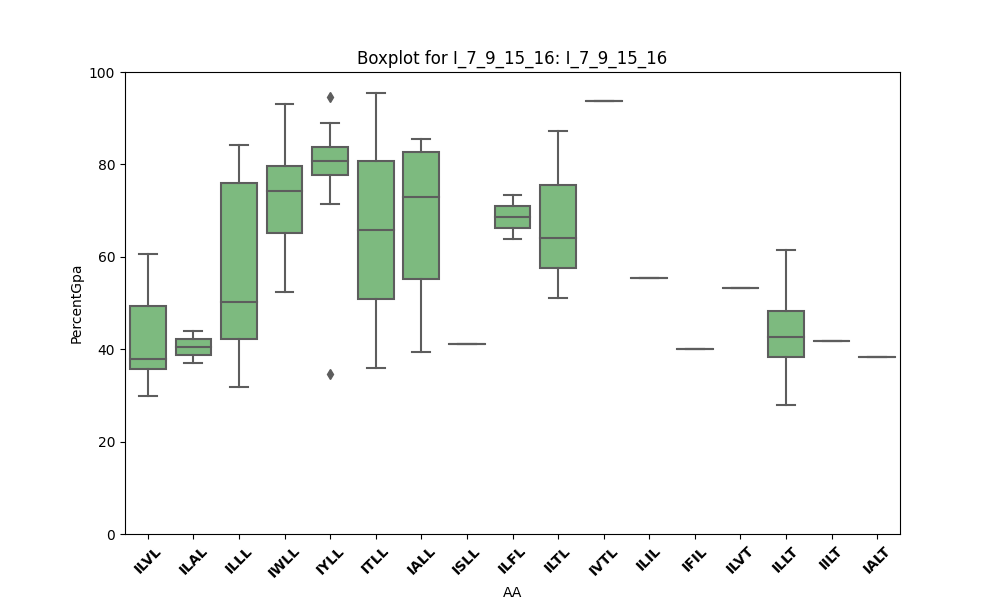 Boxplot for I_7_9_15_16: I_7_9_15_16
PercentGpa
100
80
60
40
20
0
ILVL
ILAL
ILLL
IWLL
IYLL
ITLL
IALL
ISLL
ILFL
ILTL
IVTL
ILIL
IFIL
ILVT
ILLT
IILT
IALT
AA